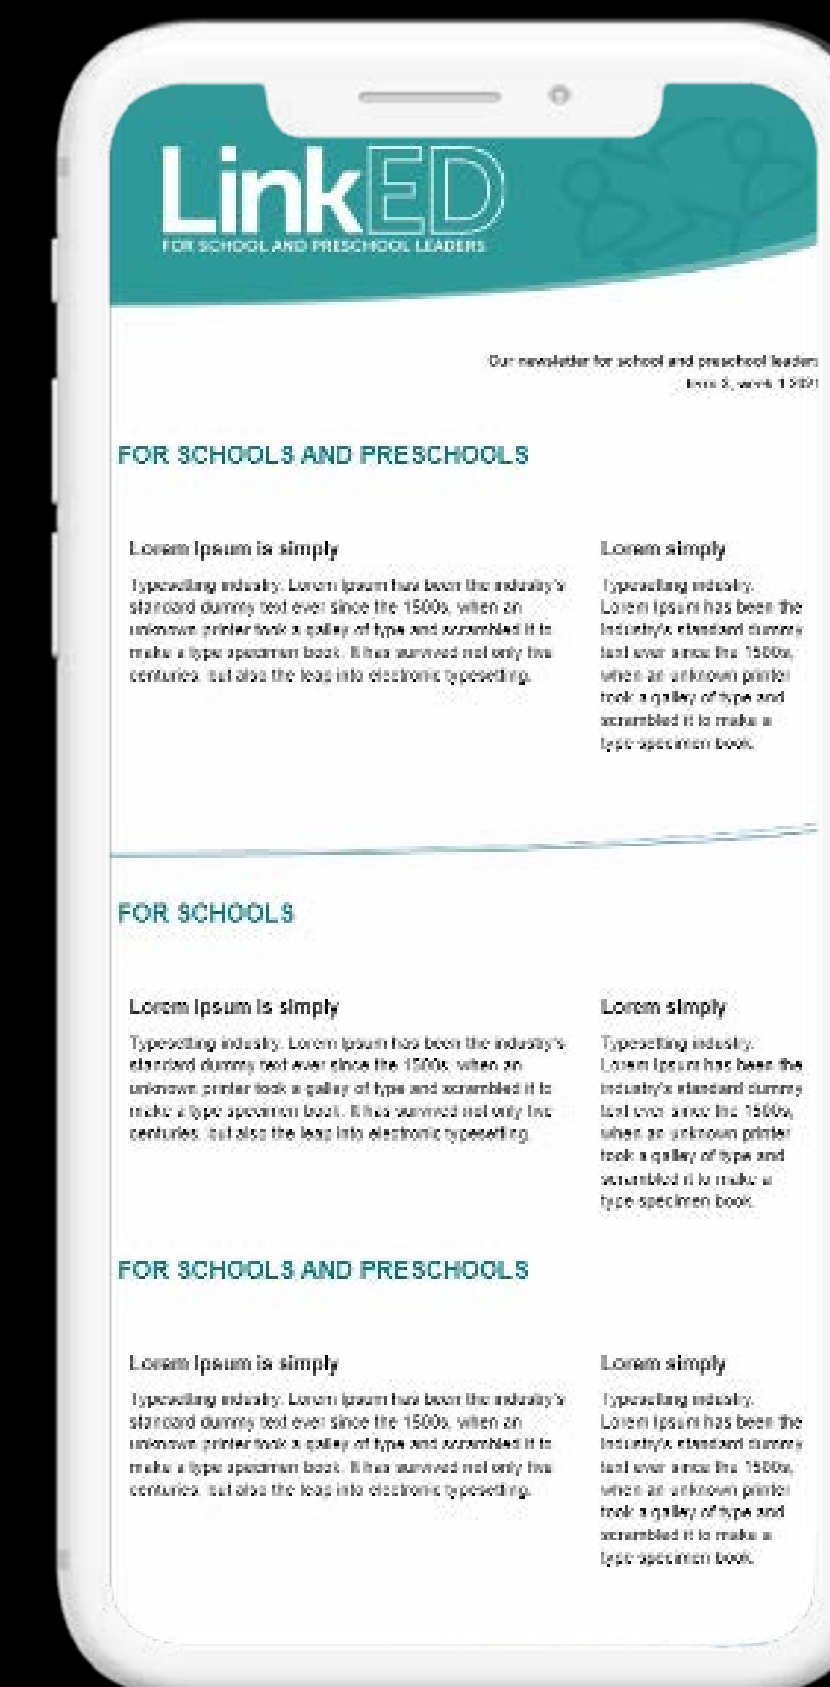 LinkED
FOR SCHOOL AND PRESCHOOL LEADERS
Our newsletter for school and preschool leaders
week 1 2021
FOR SCHOOLS AND PRESCHOOLS
Lorem Ipsum is simply
Typesetting industry. Lorem Ipsum has been the industry's
standard dummy text ever since the 1500s, when an
unknown printer took a galley of type and scrambled it to
make a type specimen book. It has survived not only five
centuries, but also the leap into electronic typesetting.
Lorem simply
Typesetting industry.
Lorem Ipsum has been the
industry's standard dummy
text ever since the 1500s,
when an unknown printer
took a galley of type and
scrambled it to make a
type specimen book.
FOR SCHOOLS
Lorem Ipsum is simply
Typesetting industry. Lorem Ipsum has been the industry's
standard dummy text ever since the 1500s, when an
unknown printer took a galley of type and scrambled it to
make a type specimen book. It has survived not only five
centuries, but also the leap into electronic typesetting.
Lorem simply
Typesetting industry.
Lorem Ipsum has been the
industry's standard dummy
text ever since the 1500s,
when an unknown printer
took a galley of type and
scrambled it to make a
type specimen book.
FOR SCHOOLS AND PRESCHOOLS
Lorem Ipsum is simply
Typesetting industry. Lorem Ipsum has been the industry's
standard dummy text ever since the 1500s, when an
unknown printer took a galley of type and scrambled it to
make a type specimen book. It has survived not only five
centuries, but also the leap into electronic typesetting.
Lorem simply
Typesetting industry.
Lorem Ipsum has been the
industry's standard dummy
text ever since the 1500s,
when an unknown printer
took a galley of type and
scrambled it to make a
type specimen book.